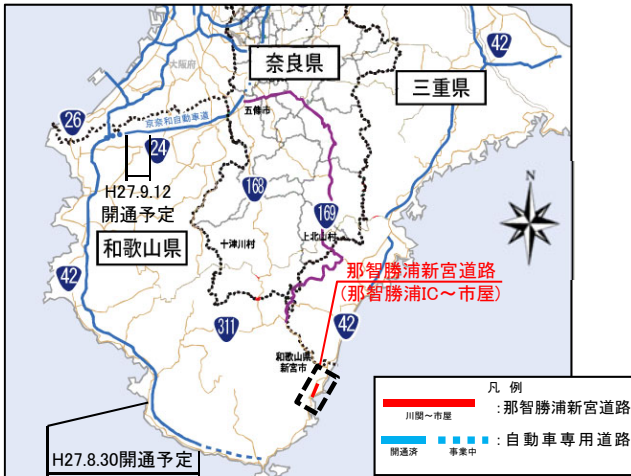 42
奈良県
大阪府
三重県
26
京奈和自動車道
五條市
24
H27.9.12
開通予定
168
169
和歌山県
十津川村
上北山村
42
那智勝浦新宮道路
(那智勝浦IC～市屋)
311
42
和歌山県
新宮市
凡例
川関～市屋
：那智勝浦新宮道路
開通済
事業中
：自動車専用道路
H27.8.30開通予定